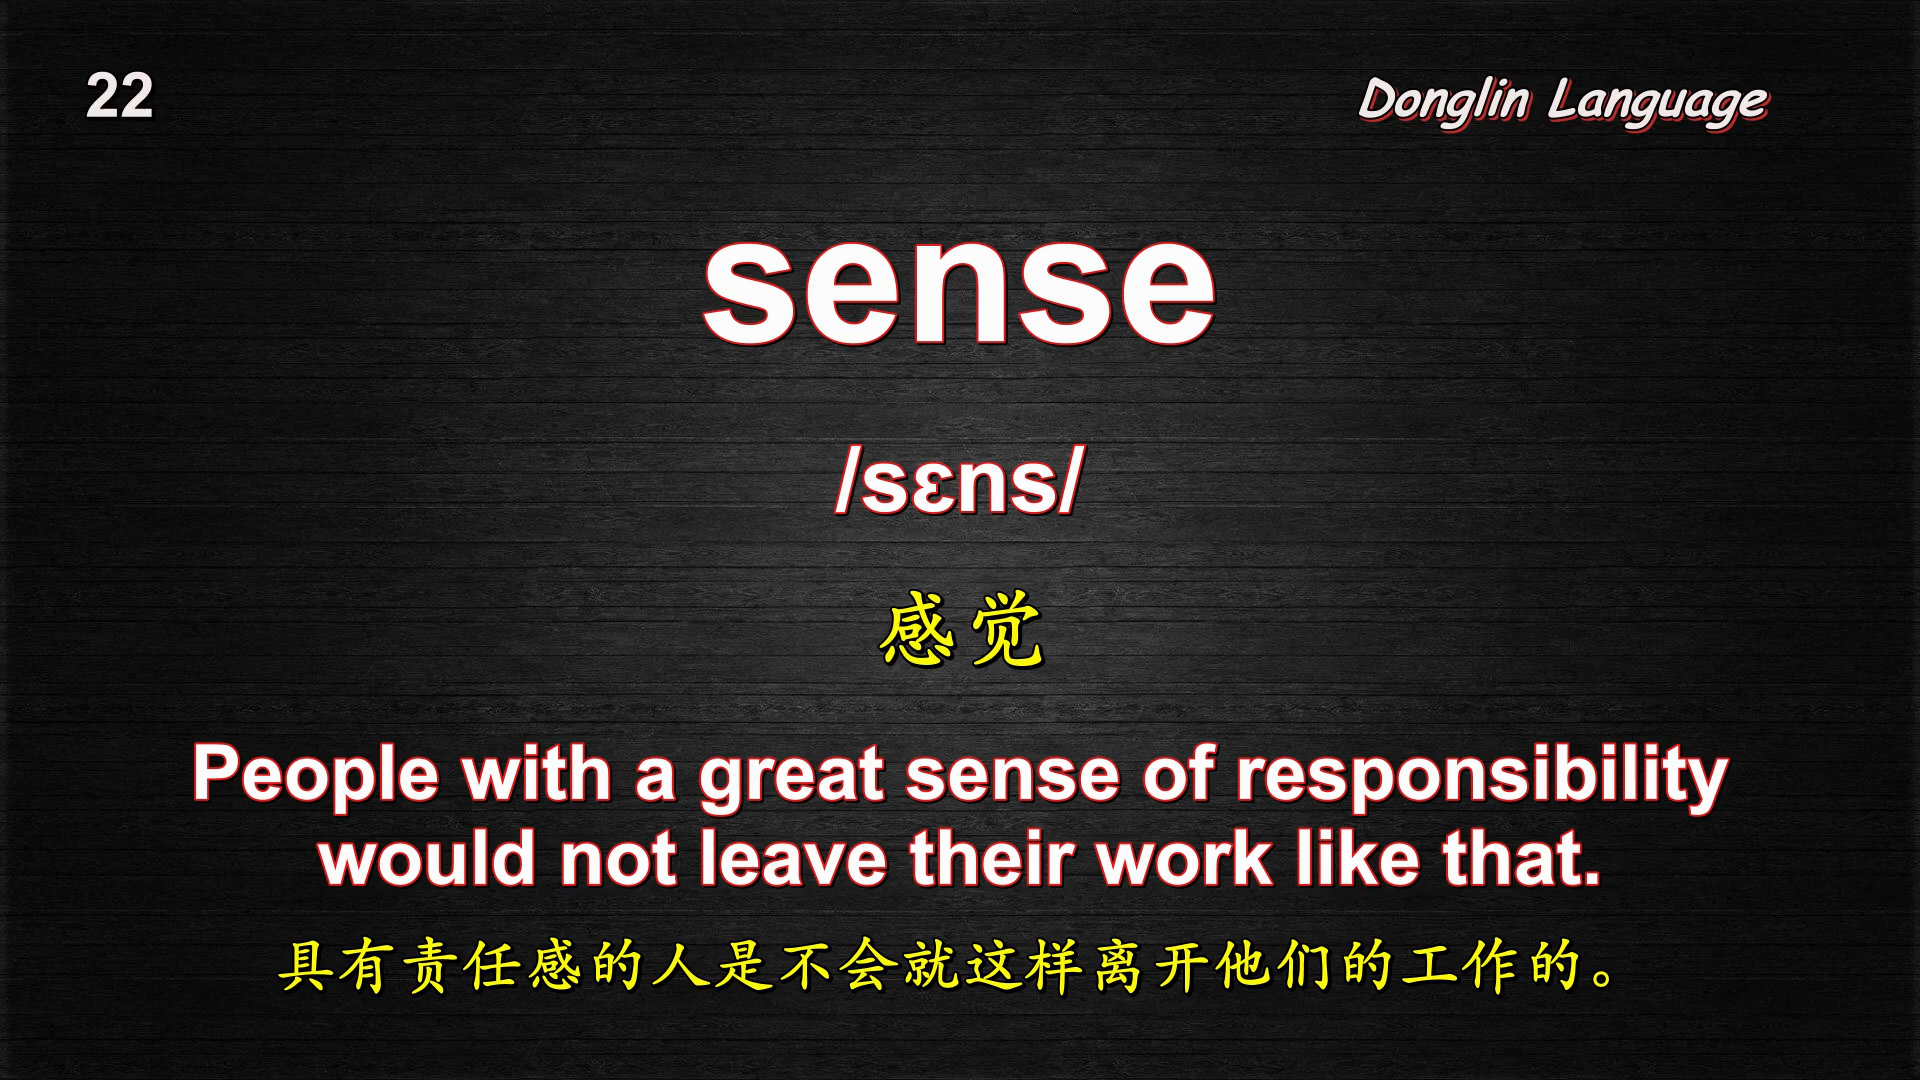 22
Donglin Language
sense
/sɛns/
感觉
People with a great sense of responsibility
would not leave their work like that.
具有责任感的人是不会就这样离开他们的工作的。